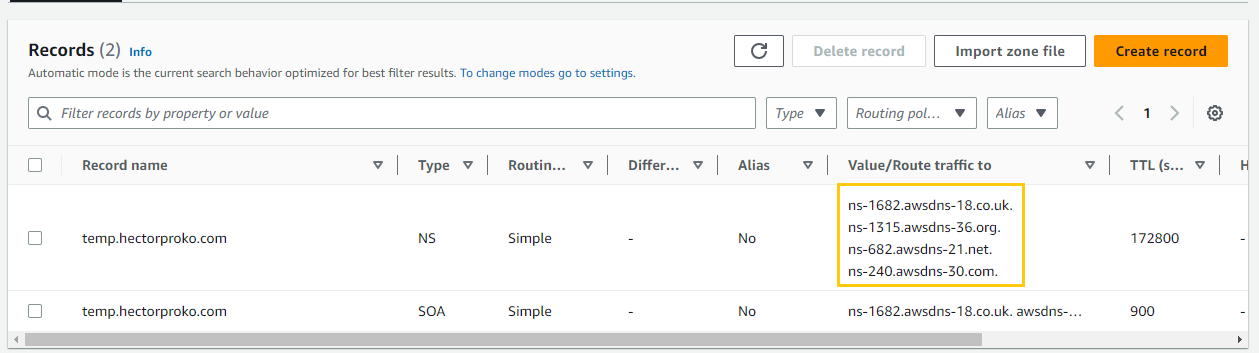 Records (2) Info
Delete record
Import zone file
Create record
Automatic mode is the current search behavior optimized for best filter results. To change modes go to settings.
Filter records by property or value
Type
Routing pol...
Alias
1
Record name
Type
Routin...
Differ...
Alias
Value/Route traffic to
TTL (s...
H
temp.hectorproko.com
NS
Simple
-
No
ns-1682.awsdns-18.co.uk.
ns-1315.awsdns-36.org.
ns-682.awsdns-21.net.
ns-240.awsdns-30.com.
172800
-
temp.hectorproko.com
SOA
Simple
-
No
ns-1682.awsdns-18.co.uk. awsdns-...
900
-